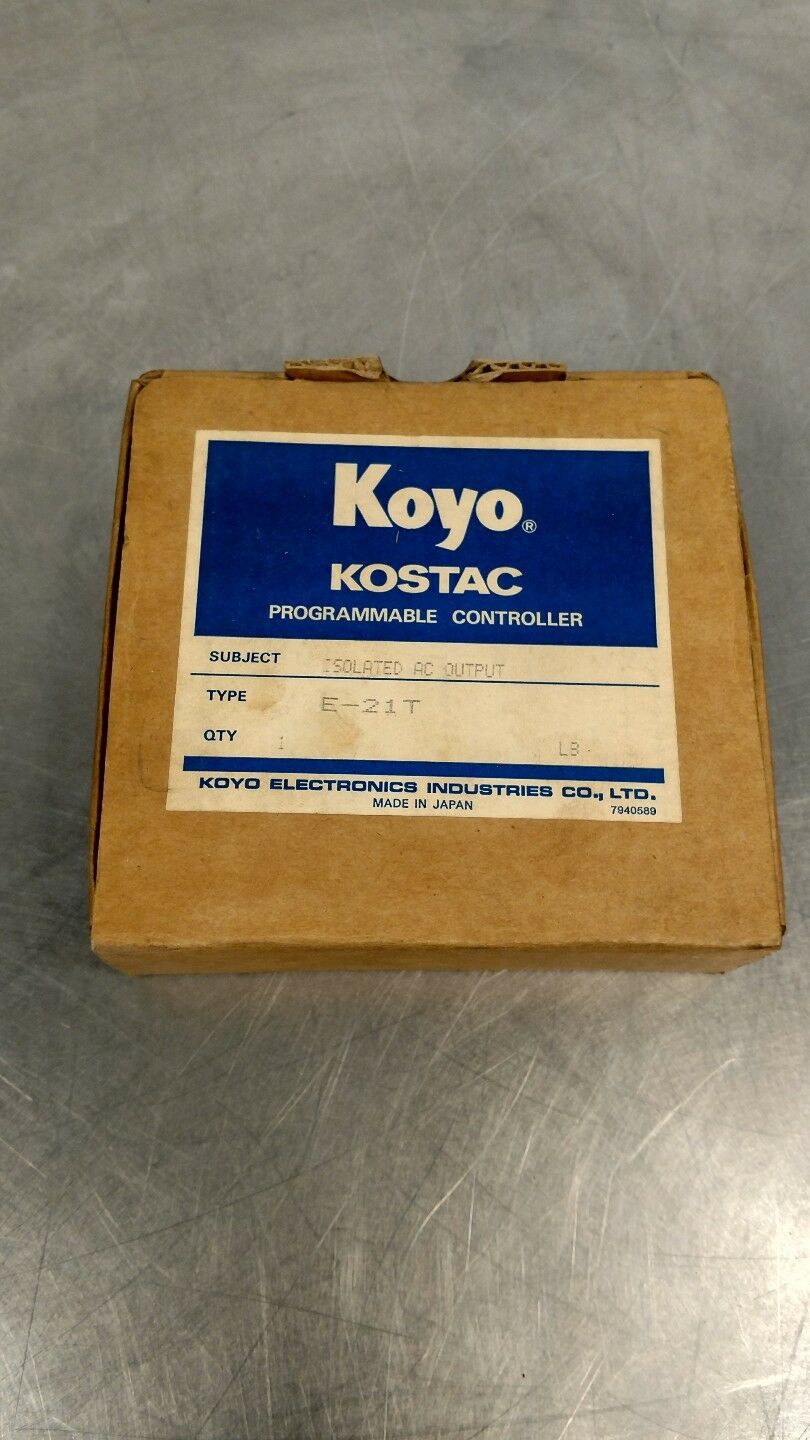 Koyo®
KOSTAC
PROGRAMMABLE CONTROLLER
SUBJECT ISOLATED AC OUTPUT
TYPE E-21T
QTY 1
KOYO ELECTRONICS INDUSTRIES CO., LTD.
MADE IN JAPAN
7940589